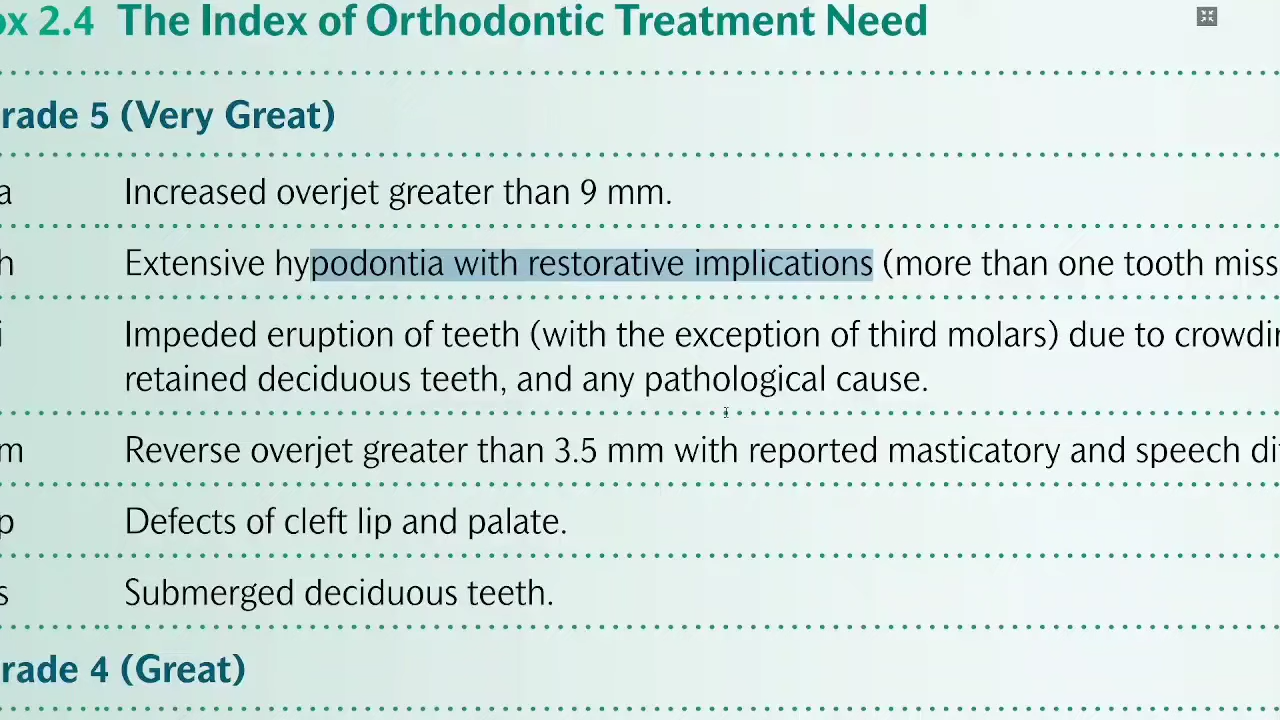 ox 2.4 The Index of Orthodontic Treatment Need
rade 5 (Very Great)
a Increased overjet greater than 9 mm.
h Extensive hypodontia with restorative implications (more than one tooth miss
i Impeded eruption of teeth (with the exception of third molars) due to crowdin
retained deciduous teeth, and any pathological cause.
m Reverse overjet greater than 3.5 mm with reported masticatory and speech di
p Defects of cleft lip and palate.
s Submerged deciduous teeth.
rade 4 (Great)